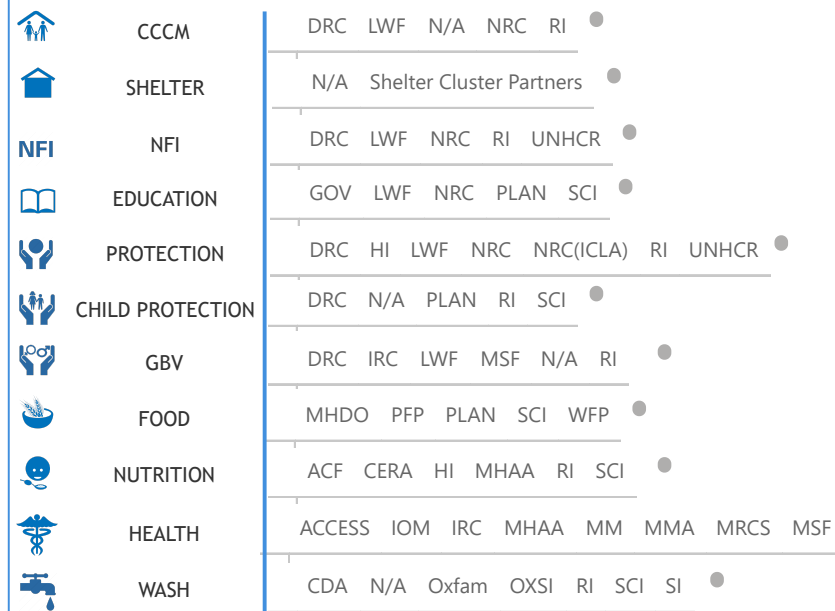 CCCM DRC LWF N/A NRC RI
SHELTER N/A Shelter Cluster Partners
NFI NFI DRC LWF NRC RI UNHCR
EDUCATION GOV LWF NRC PLAN SCI
PROTECTION DRC HI LWF NRC NRC(ICLA) RI UNHCR
CHILD PROTECTION DRC N/A PLAN RI SCI
GBV DRC IRC LWF MSF N/A RI
FOOD MHDO PFP PLAN SCI WFP
NUTRITION ACF CERA HI MHAA RI SCI
HEALTH ACCESS IOM IRC MHAA MM MMA MRCS MSF
WASH CDA N/A Oxfam OXSI RI SCI SI